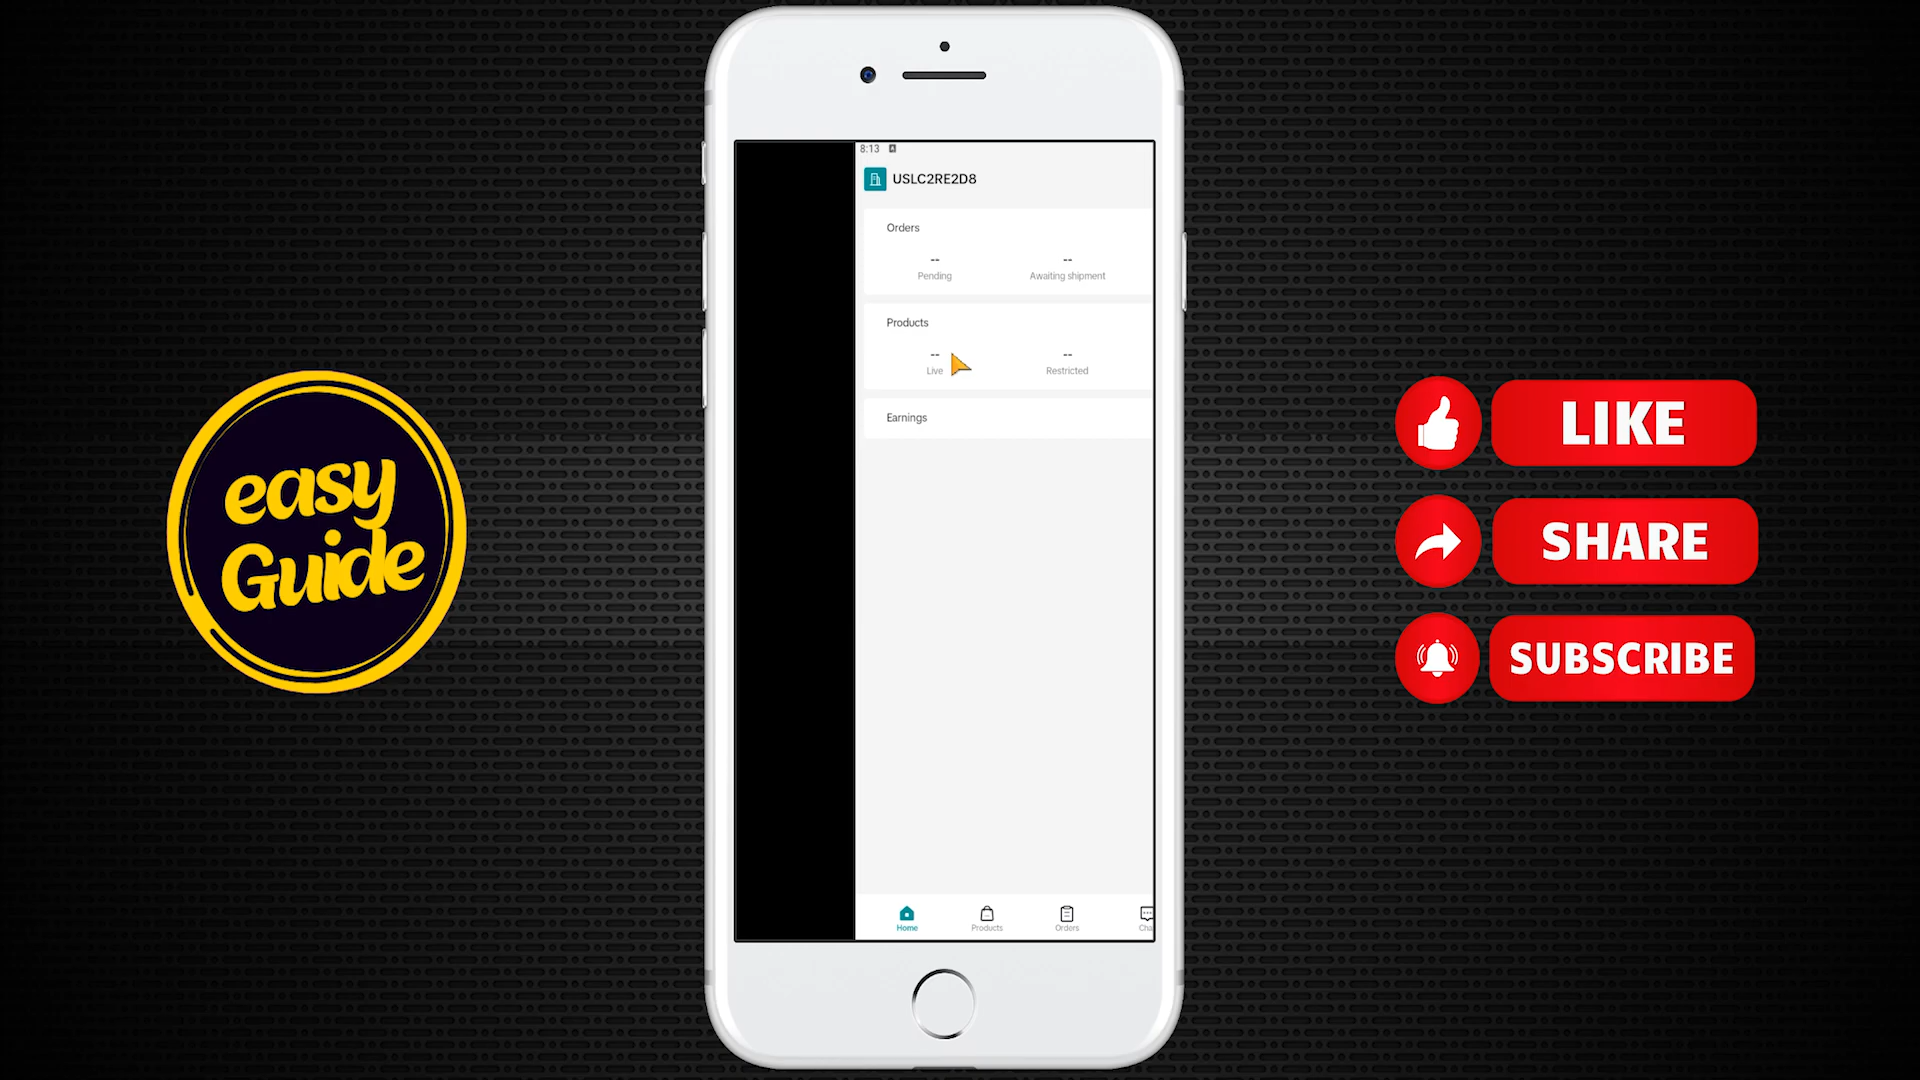 easy
Guide
8:13
USLC2RE2D8
Orders
--
--
Pending
Awaiting shipment
Products
--
--
Live
Restricted
Earnings
Home
Products
Orders
Cha
LIKE
SHARE
SUBSCRIBE